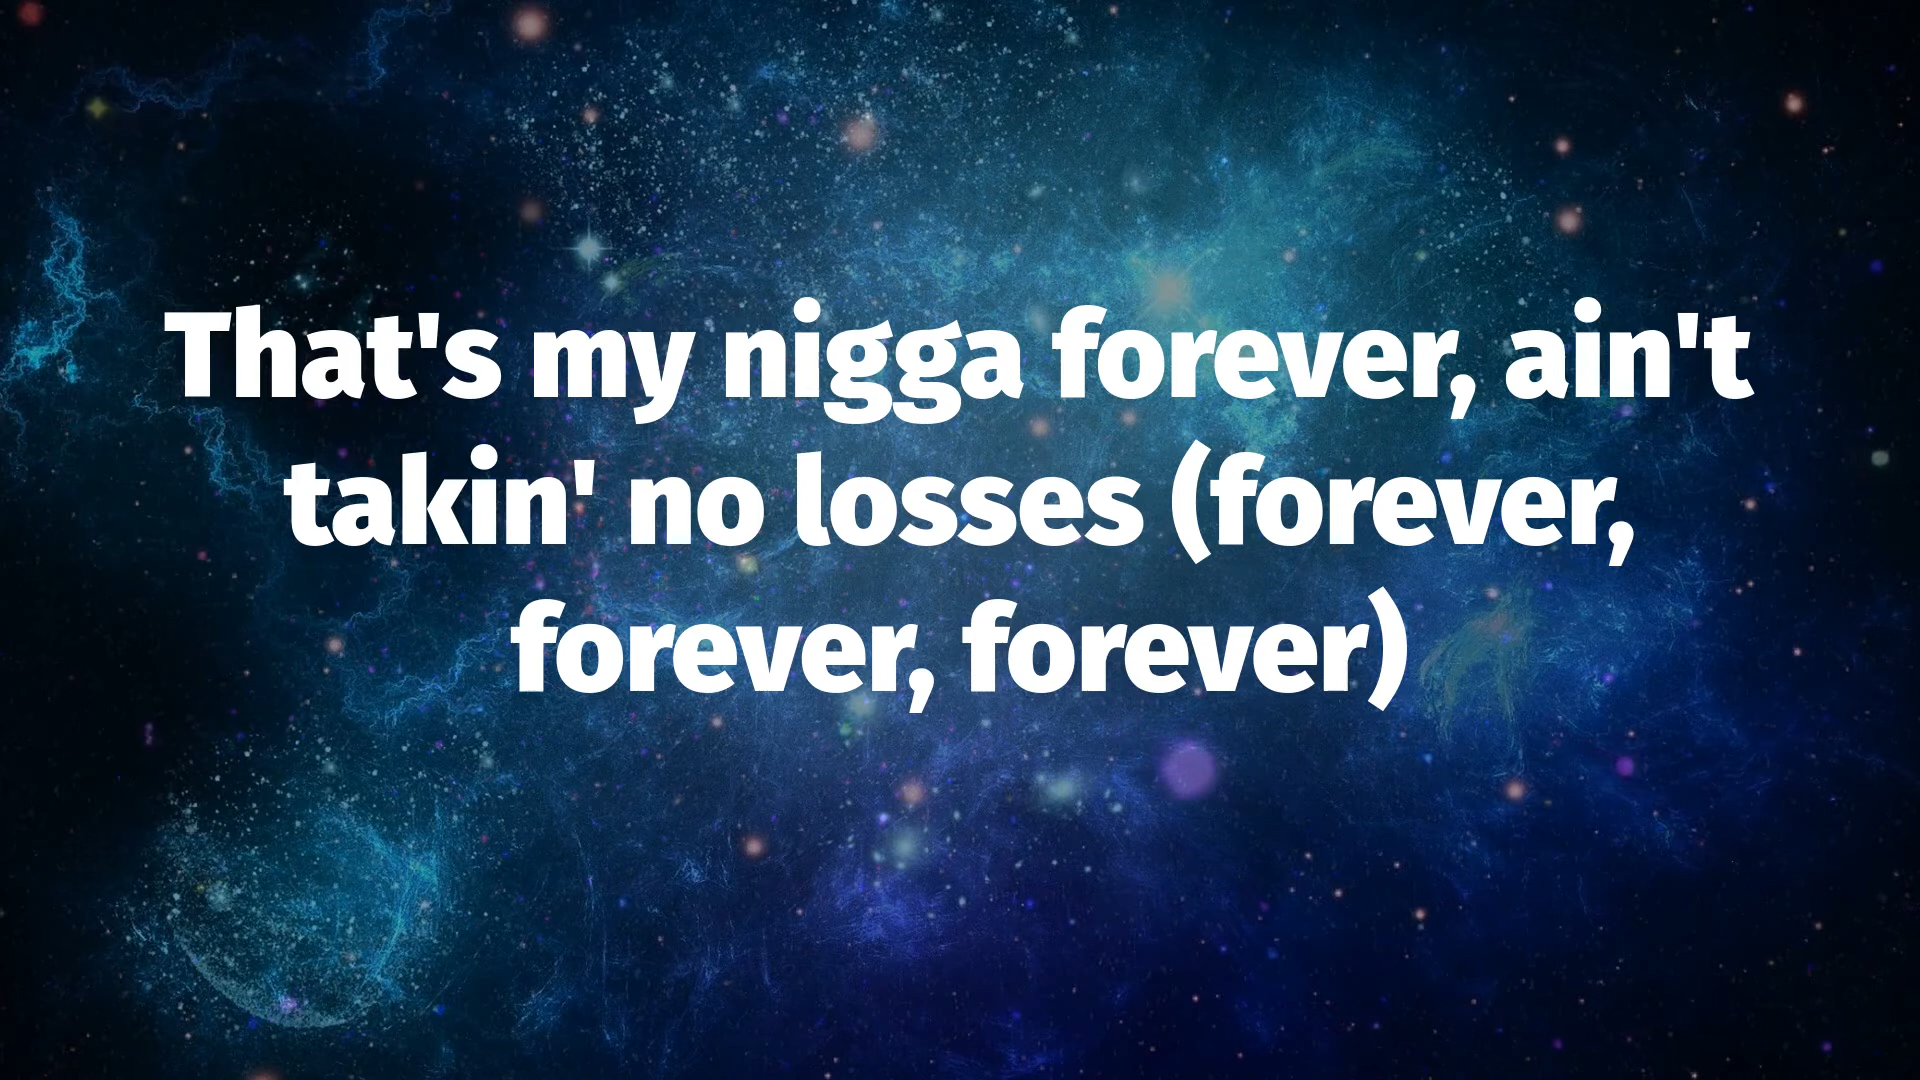 That's my nigga forever, ain't
takin' no losses (forever,
forever, forever)